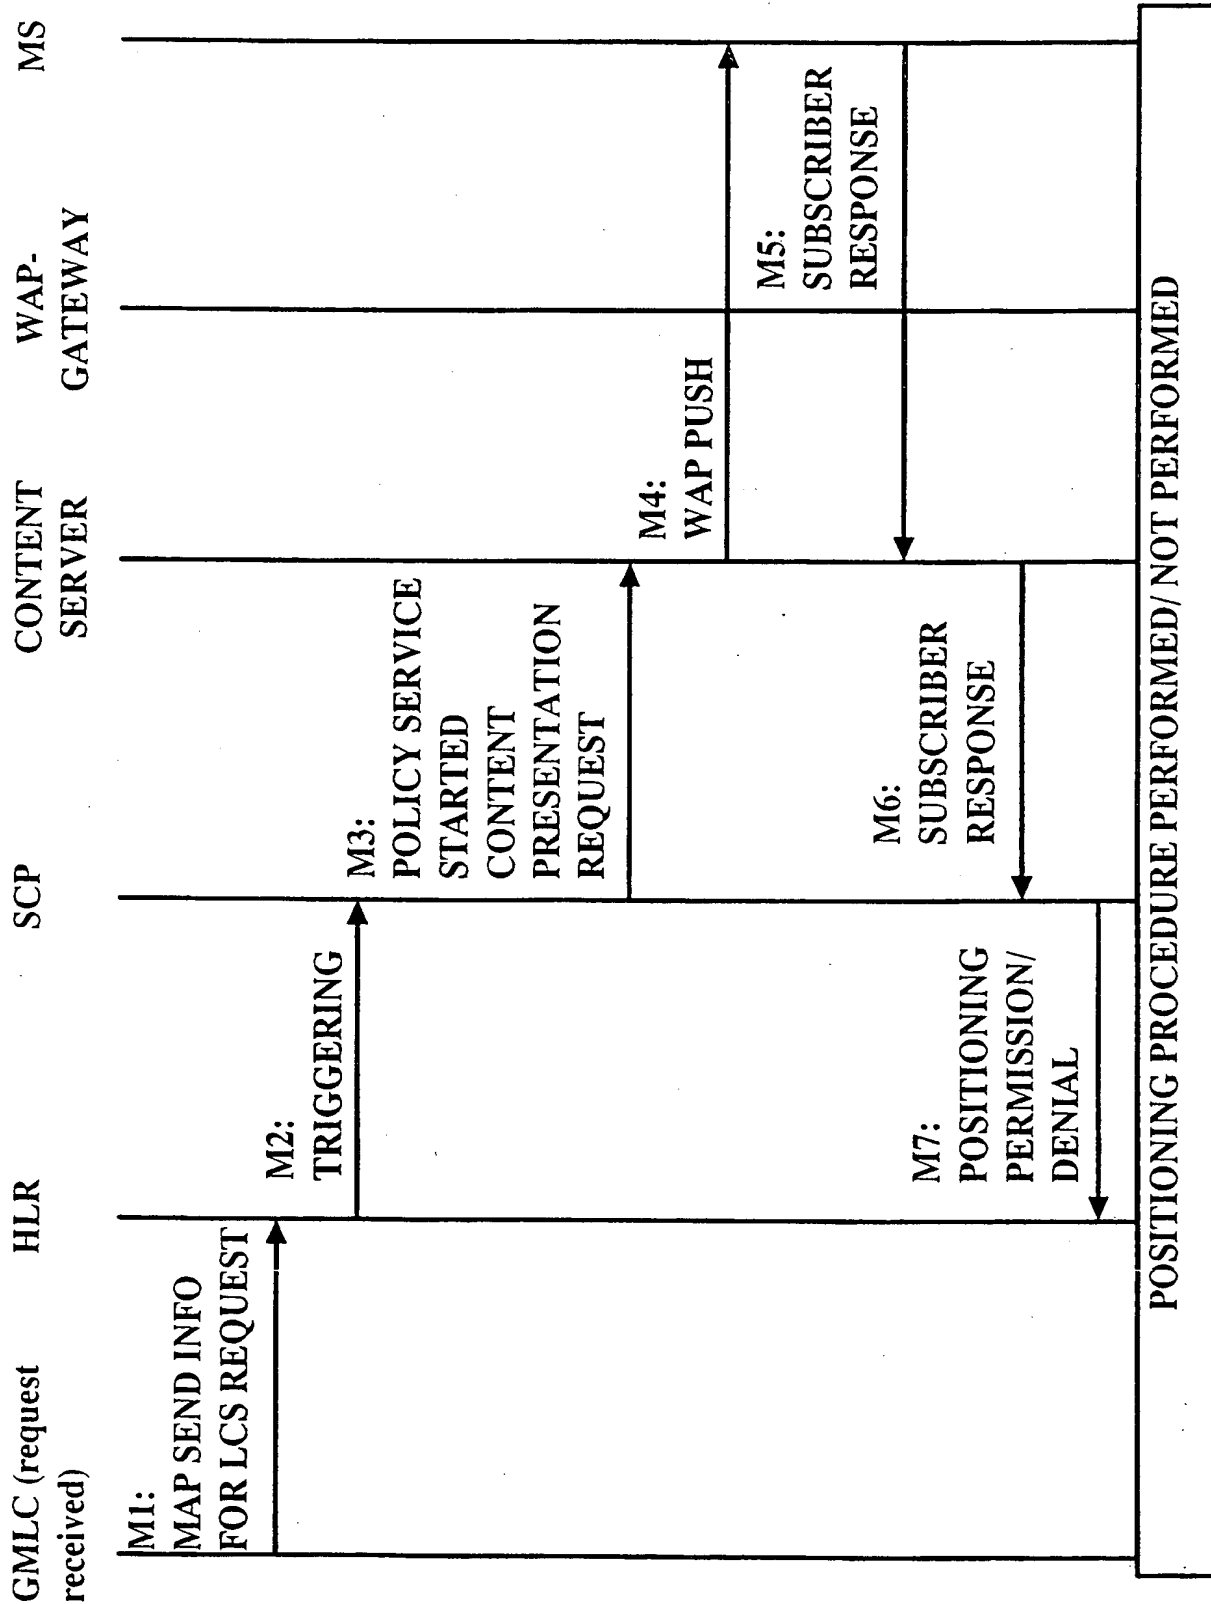 GMLC (request
received)
HLR
SCP
CONTENT
SERVER
WAP-
GATEWAY
MS
M1:
MAP SEND INFO
FOR LCS REQUEST
M2:
TRIGGERING
M3:
POLICY SERVICE
STARTED
CONTENT
PRESENTATION
REQUEST
M4:
WAP PUSH
M5:
SUBSCRIBER
RESPONSE
M6:
SUBSCRIBER
RESPONSE
M7:
POSITIONING
PERMISSION/
DENIAL
POSITIONING PROCEDURE PERFORMED/ NOT PERFORMED